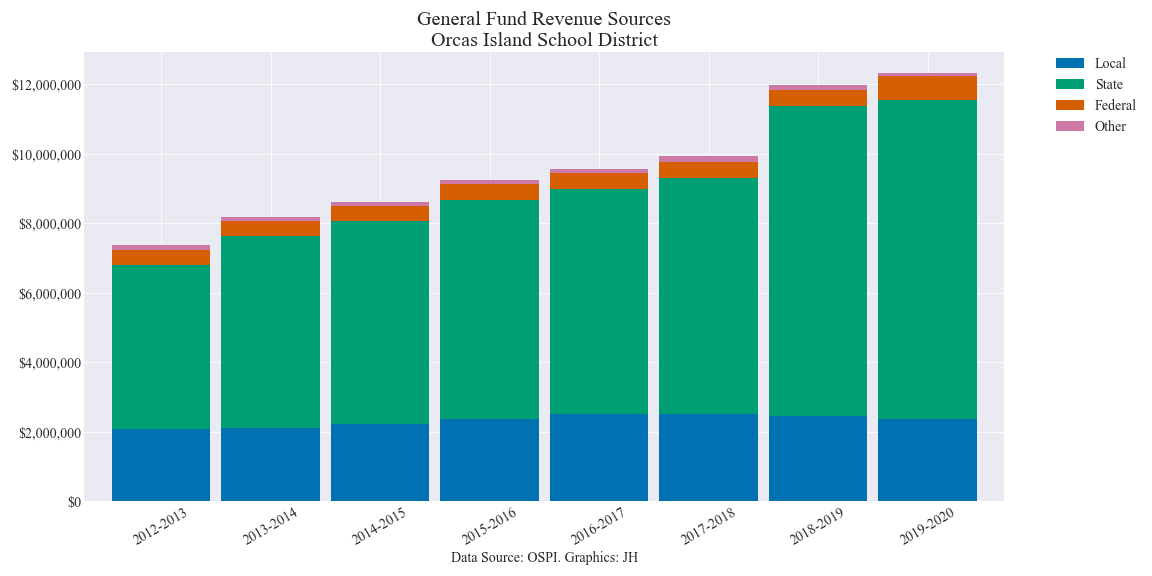 General Fund Revenue Sources
Orcas Island School District
Local
State
Federal
Other
$12,000,000
$10,000,000
$8,000,000
$6,000,000
$4,000,000
$2,000,000
$0
2012-2013
2013-2014
2014-2015
2015-2016
2016-2017
2017-2018
2018-2019
2019-2020
Data Source: OSPI. Graphics: JH